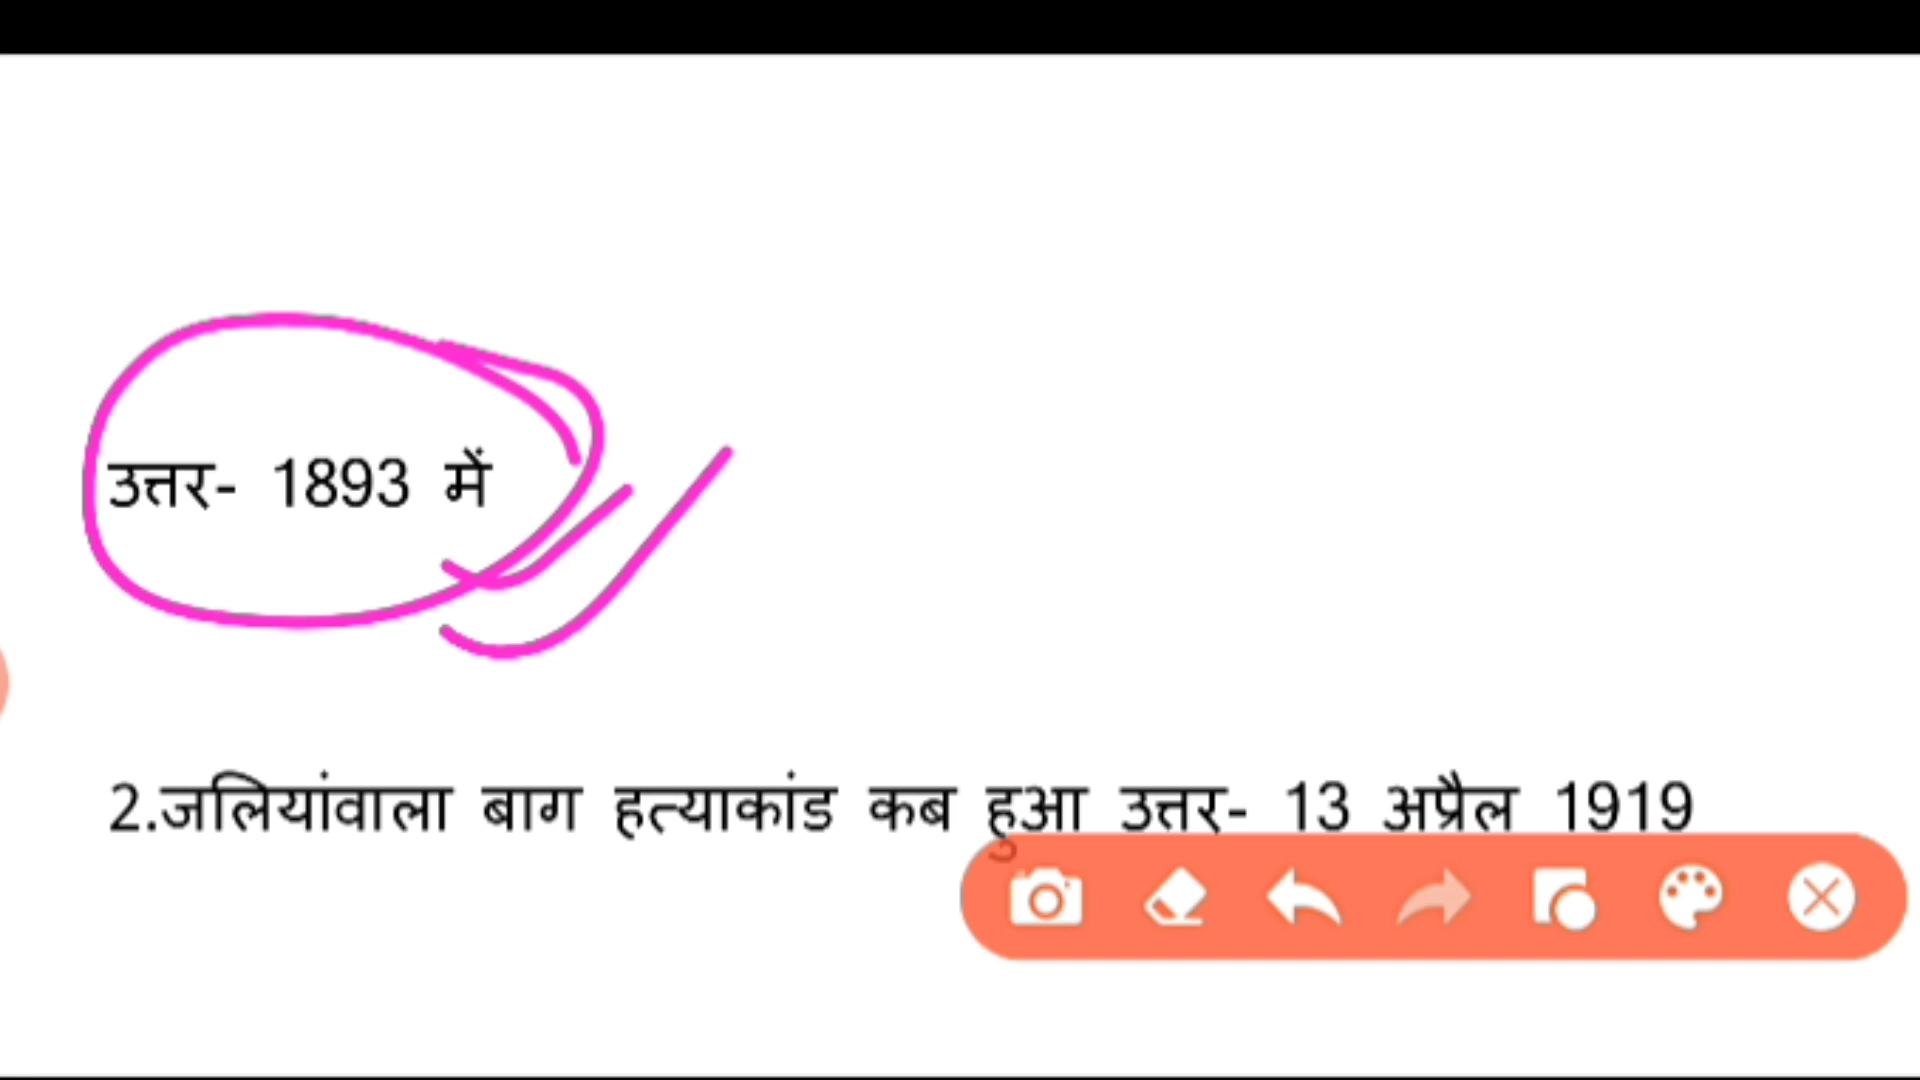 उत्तर- 1893 में
2.जलियांवाला बाग हत्याकांड कब हुआ उत्तर- 13 अप्रैल 1919